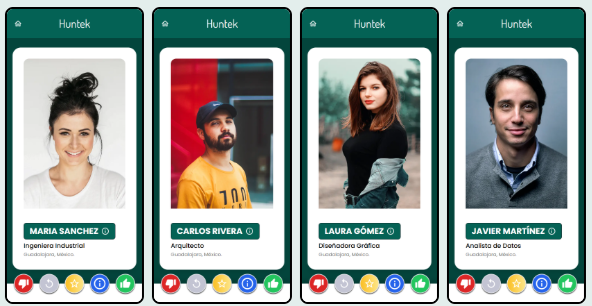 Huntek
MARIA SANCHEZ
Ingeniera Industrial
Guadalajara, México.
Huntek
CARLOS RIVERA
Arquitecto
Guadalajara, México.
Huntek
LAURA GÓMEZ
Diseñadora Gráfica
Guadalajara, México.
Huntek
JAVIER MARTÍNEZ
Analista de Datos
Guadalajara, México.